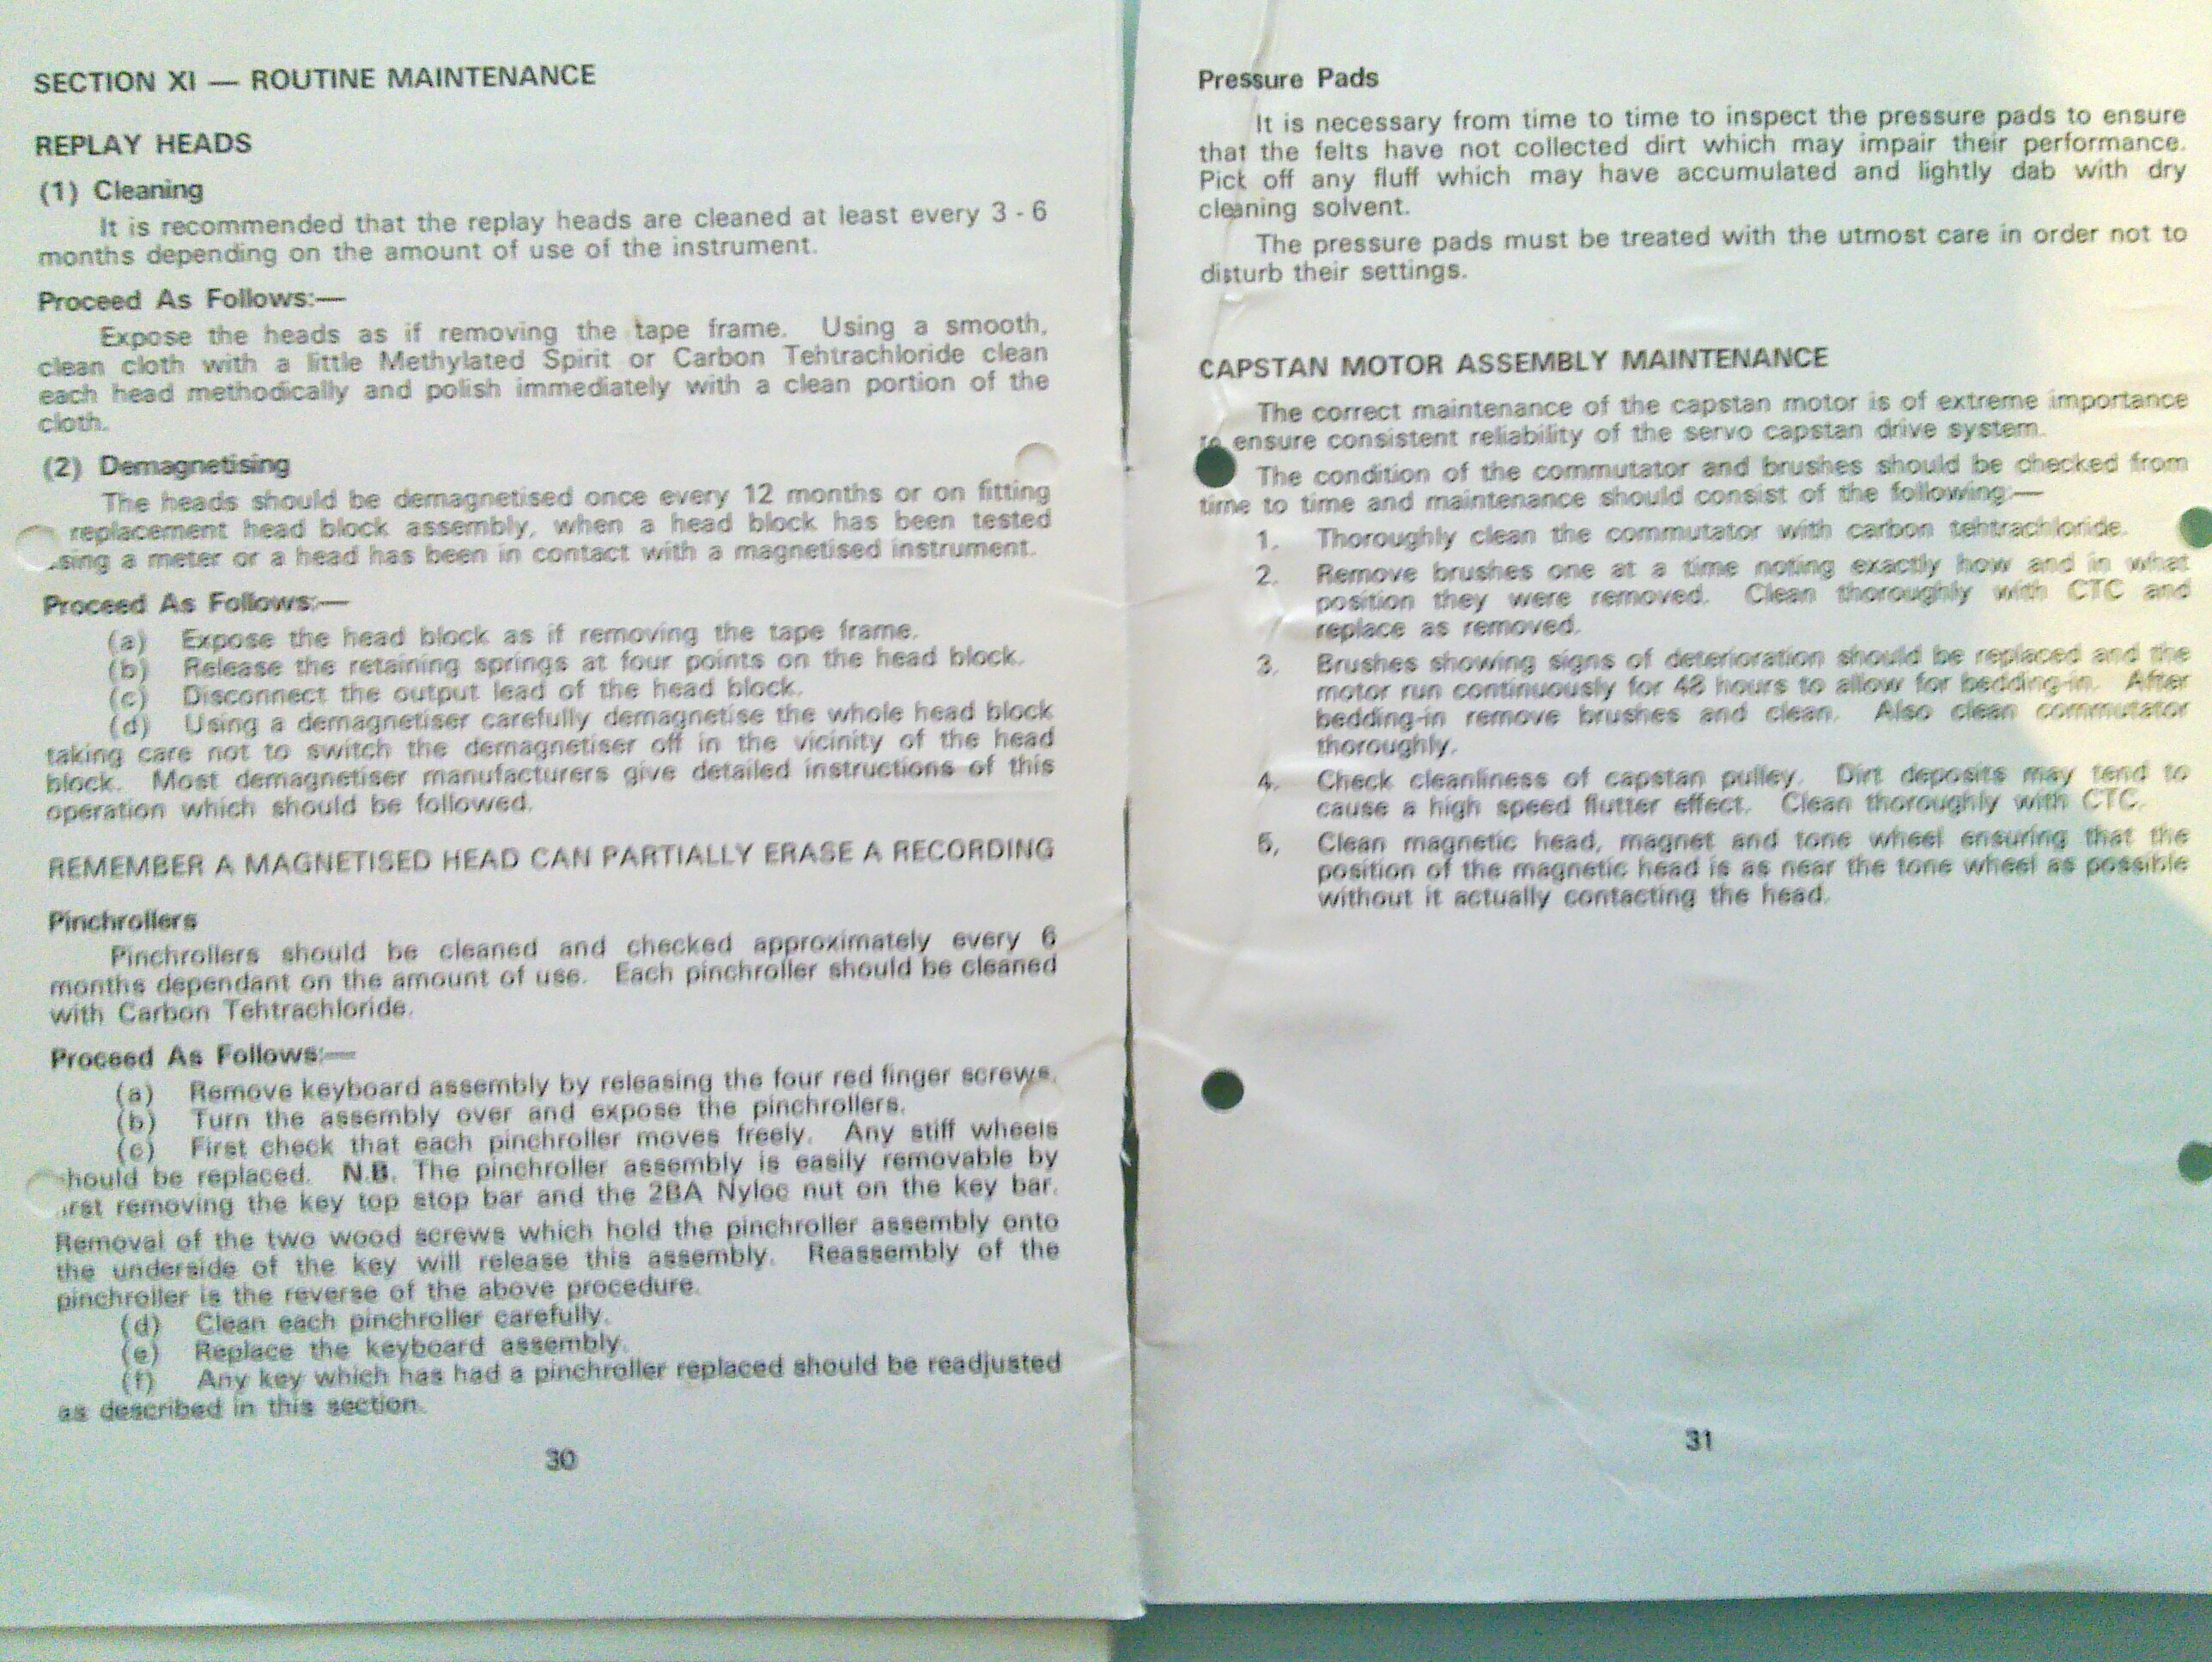 SECTION XI — ROUTINE MAINTENANCE
REPLAY HEADS
(1) Cleaning
It is recommended that the replay heads are cleaned at least every 3 - 6
months depending on the amount of use of the instrument.
Proceed As Follows:—
Expose the heads as if removing the tape frame. Using a smooth,
clean cloth with a little Methylated Spirit or Carbon Tehtrachloride clean
each head methodically and polish immediately with a clean portion of the
cloth.
(2) Demagnetising
The heads should be demagnetised once every 12 months or on fitting
replacement head block assembly, when a head block has been tested
sing a meter or a head has been in contact with a magnetised instrument.
Proceed As Follows:—
(a) Expose the head block as if removing the tape frame.
(b) Release the retaining springs at four points on the head block.
(c) Disconnect the output lead of the head block.
(d) Using a demagnetiser carefully demagnetise the whole head block
taking care not to switch the demagnetiser off in the vicinity of the head
block. Most demagnetiser manufacturers give detailed instructions of this
operation which should be followed.
REMEMBER A MAGNETISED HEAD CAN PARTIALLY ERASE A RECORDING
Pinchrollers
Pinchrollers should be cleaned and checked approximately every 6
months dependant on the amount of use. Each pinchroller should be cleaned
with Carbon Tehtrachloride.
Proceed As Follows:—
(a) Remove keyboard assembly by releasing the four red finger screws.
(b) Turn the assembly over and expose the pinchrollers.
(c) First check that each pinchroller moves freely. Any stiff wheels
hould be replaced. N.B. The pinchroller assembly is easily removable by
irst removing the key top stop bar and the 2BA Nyloc nut on the key bar.
Removal of the two wood screws which hold the pinchroller assembly onto
the underside of the key will release this assembly. Reassembly of the
pinchroller is the reverse of the above procedure.
(d) Clean each pinchroller carefully.
(e) Replace the keyboard assembly.
(f) Any key which has had a pinchroller replaced should be readjusted
as described in this section.
30
Pressure Pads
It is necessary from time to time to inspect the pressure pads to ensure
that the felts have not collected dirt which may impair their performance.
Pick off any fluff which may have accumulated and lightly dab with dry
cleaning solvent.
The pressure pads must be treated with the utmost care in order not to
disturb their settings.
CAPSTAN MOTOR ASSEMBLY MAINTENANCE
The correct maintenance of the capstan motor is of extreme importance
to ensure consistent reliability of the servo capstan drive system.
The condition of the commutator and brushes should be checked from
time to time and maintenance should consist of the following:—
1. Thoroughly clean the commutator with carbon tehtrachloride.
2. Remove brushes one at a time noting exactly how and in what
position they were removed. Clean thoroughly with CTC and
replace as removed.
3. Brushes showing signs of deterioration should be replaced and the
motor run continuously for 48 hours to allow for bedding-in. After
bedding-in remove brushes and clean. Also clean commutator
thoroughly.
4. Check cleanliness of capstan pulley. Dirt deposits may tend to
cause a high speed flutter effect. Clean thoroughly with CTC.
5. Clean magnetic head, magnet and tone wheel ensuring that the
position of the magnetic head is as near the tone wheel as possible
without it actually contacting the head.
31